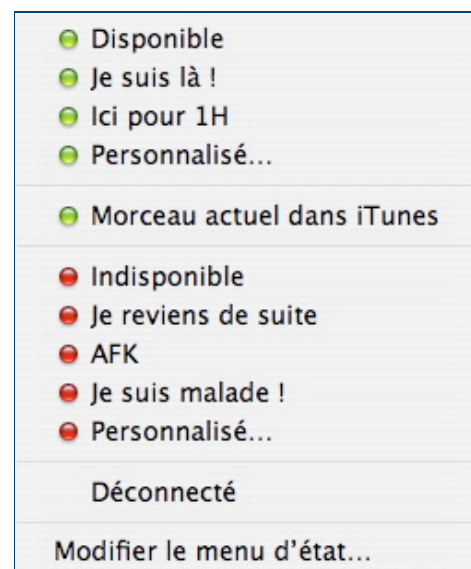 Disponible
Je suis là !
Ici pour 1H
Personnalisé...
Morceau actuel dans iTunes
Indisponible
Je reviens de suite
AFK
Je suis malade !
Personnalisé...
Déconnecté
Modifier le menu d’état...